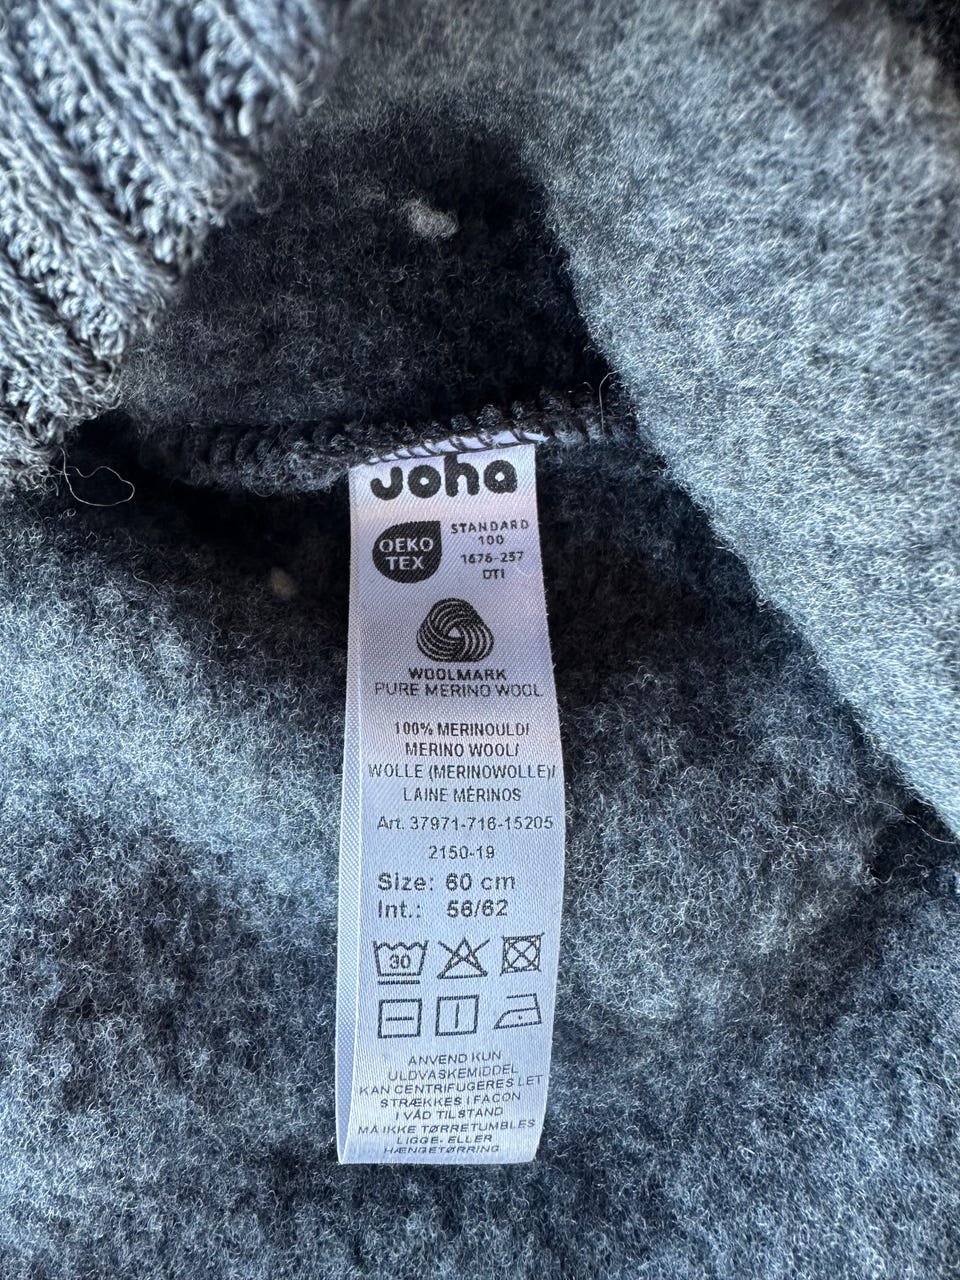 Joha
OEKO
TEX
STANDARD
100
1676-257
DTI
WOOLMARK
PURE MERINO WOOL
100% MERINOULD/
MERINO WOOL/
WOLLE (MERINOWOLLE)/
LAINE MÉRINOS
Art. 37971-716-15205
2150-19
Size: 60 cm
Int.: 56/62
30
ANVEND KUN
ULDVASKEMIDDEL
KAN CENTRIFUGERES LET
STRÆKKES I FACON
I VÅD TILSTAND
MÅ IKKE TØRRETUMBLES
LIGGE- ELLER
HÆNGETØRRING